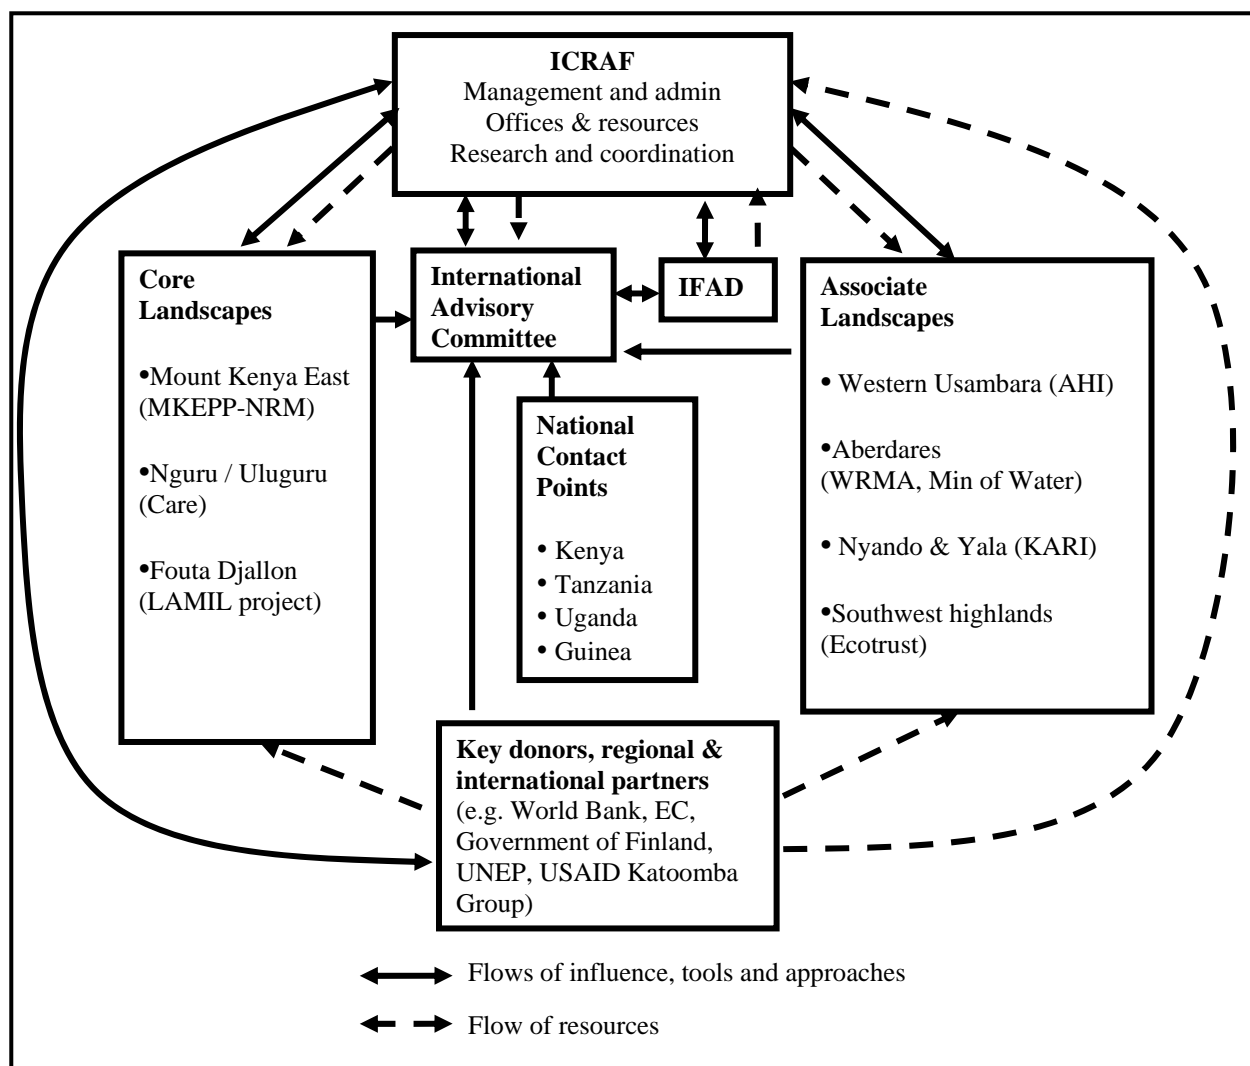 ICRAF
Management and admin
Offices & resources
Research and coordination
Core
Landscapes
•Mount Kenya East
(MKEPP-NRM)
•Nguru / Uluguru
(Care)
•Fouta Djallon
(LAMIL project)
International
Advisory
Committee
IFAD
National
Contact
Points
• Kenya
• Tanzania
• Uganda
• Guinea
Associate
Landscapes
• Western Usambara (AHI)
•Aberdares
(WRMA, Min of Water)
• Nyando & Yala (KARI)
•Southwest highlands
(Ecotrust)
Key donors, regional &
international partners
(e.g. World Bank, EC,
Government of Finland,
UNEP, USAID Katoomba
Group)
Flows of influence, tools and approaches
Flow of resources